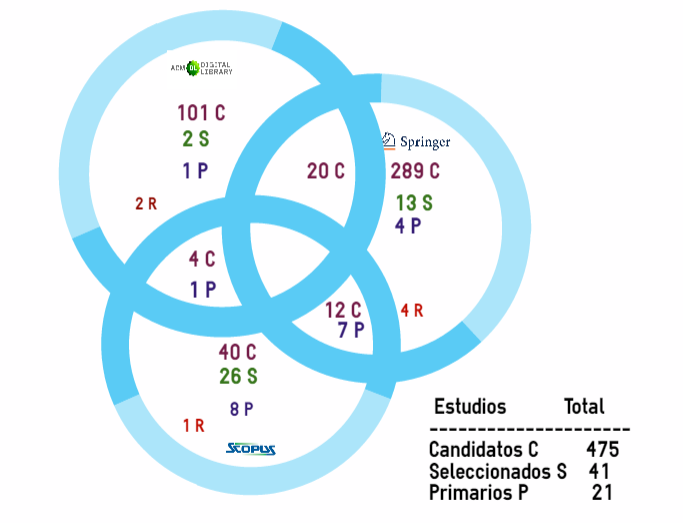 ACM DL DIGITAL
LIBRARY
101 C
2 S
1 P
2 R
20 C
Springer
289 C
13 S
4 P
4 C
1 P
12 C
7 P
4 R
40 C
26 S
8 P
1 R
SCOPUS
Estudios Total
----------------------
Candidatos C 475
Seleccionados S 41
Primarios P 21